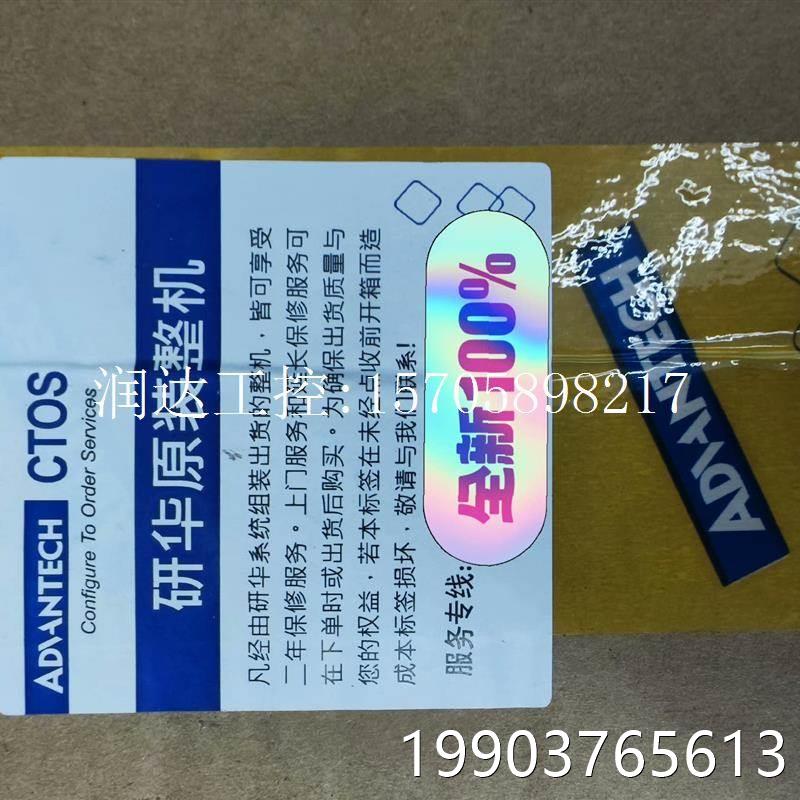 ADVANTECH CTOS
Configure To Order Services
研华原装整机
凡经由研华系统组装出货的整机，皆可享受
二年保修服务。上门服务和延长保修服务可
在下单时或出货后购买。为确保出货质量与
您的权益，若本标签在未经点收前开箱而造
成本标签损坏，敬请与我们联系!
服务专线:
全新100%
ADVANTECH
润达工控:15705898217
19903765613